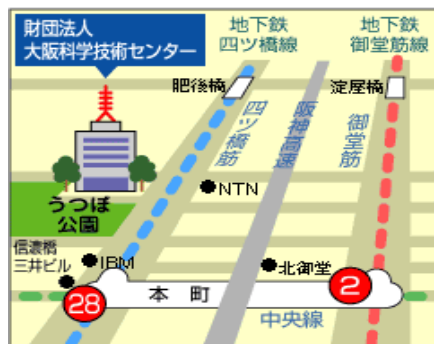 財団法人
大阪科学技術センター
地下鉄
四ツ橋線
地下鉄
御堂筋線
肥後橋
淀屋橋
四ツ橋筋
阪神高速
御堂筋
NTN
うつぼ
公園
信濃橋
三井ビル
IBM
北御堂
28
本町
2
中央線